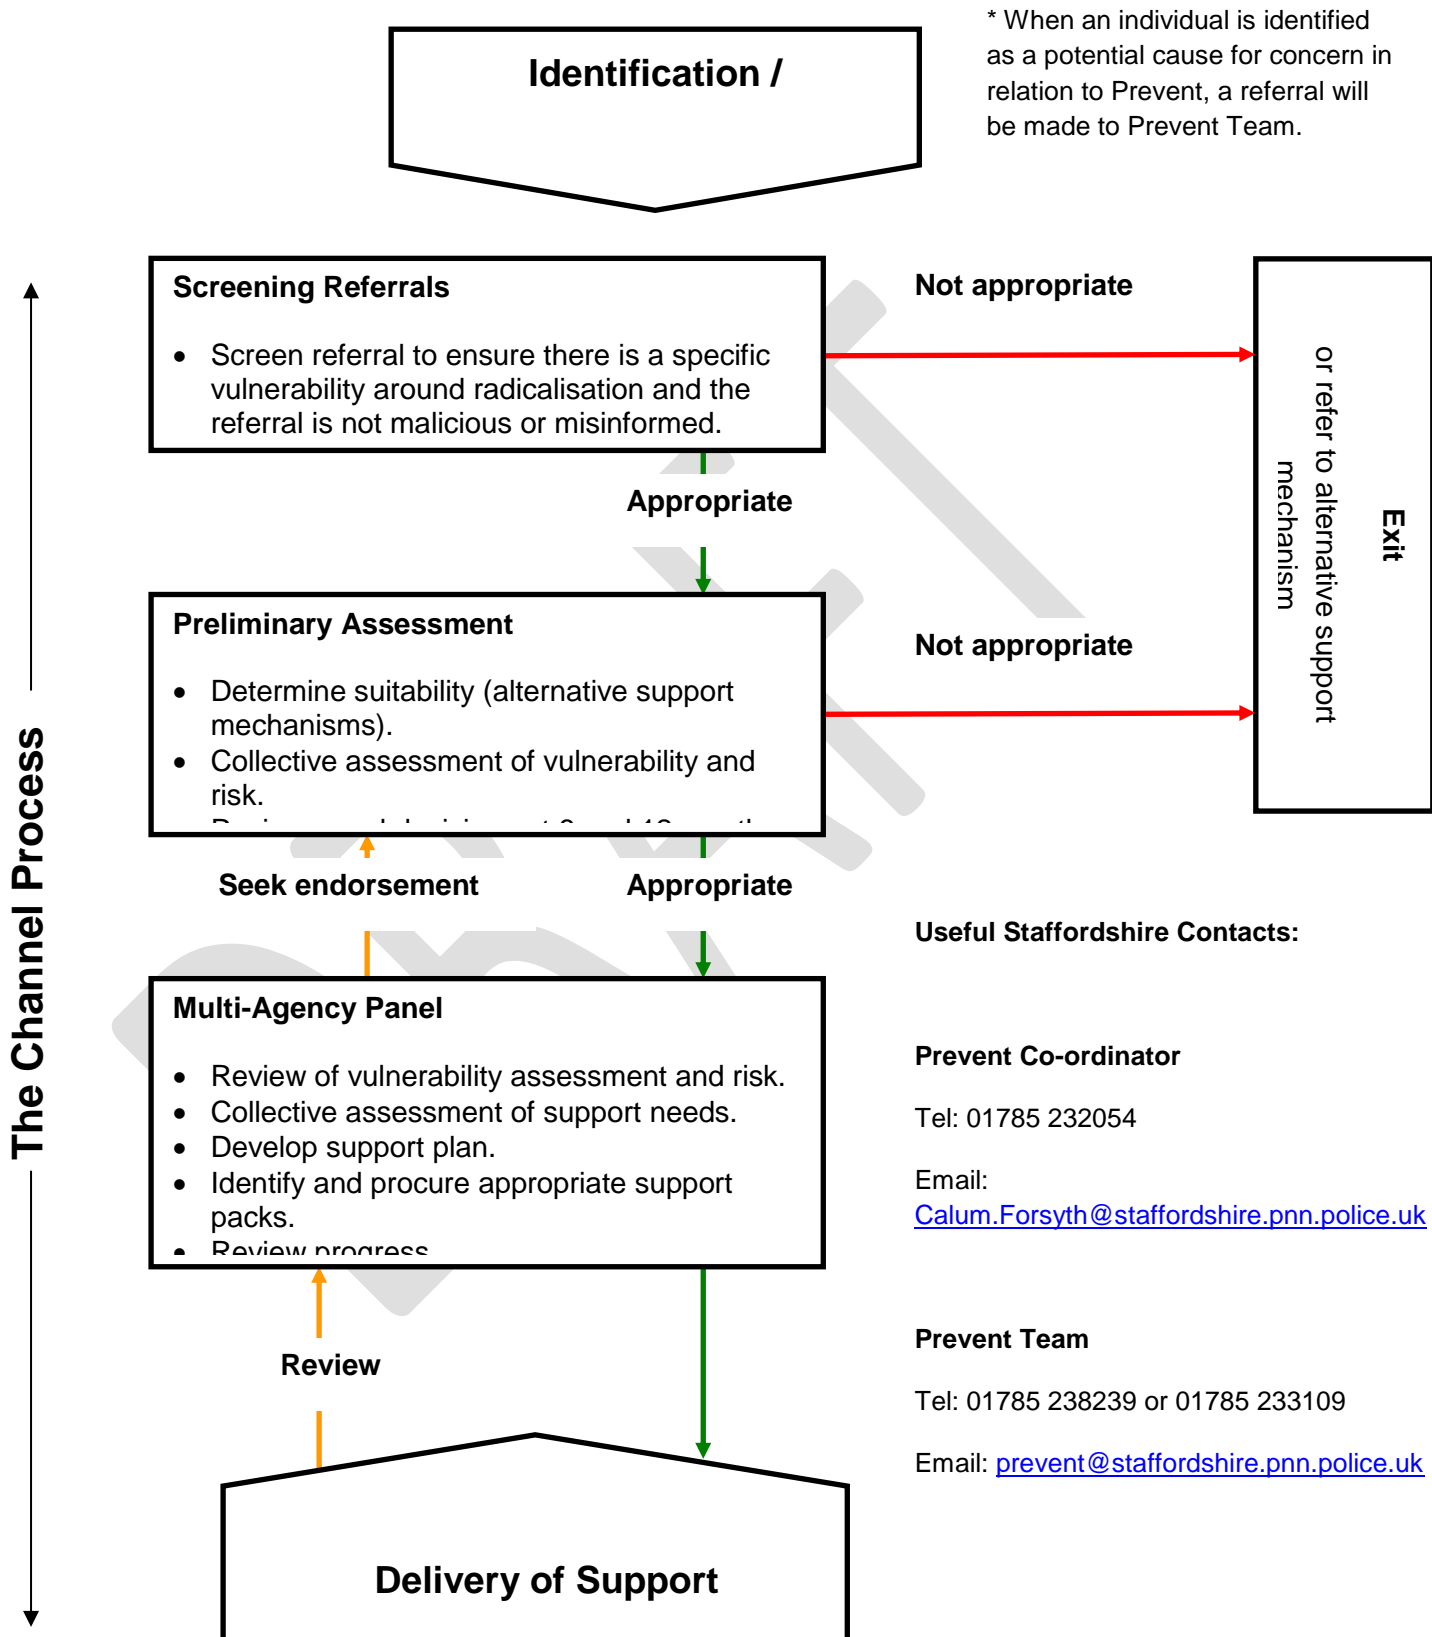 * When an individual is identified
as a potential cause for concern in
relation to Prevent, a referral will
be made to Prevent Team.
Identification /
The Channel Process
Screening Referrals
• Screen referral to ensure there is a specific
vulnerability around radicalisation and the
referral is not malicious or misinformed.
Not appropriate
Exit
or refer to alternative support
mechanism
Appropriate
Preliminary Assessment
• Determine suitability (alternative support
mechanisms).
• Collective assessment of vulnerability and
risk.
Not appropriate
Seek endorsement
Appropriate
Multi-Agency Panel
• Review of vulnerability assessment and risk.
• Collective assessment of support needs.
• Develop support plan.
• Identify and procure appropriate support
packs.
• Review progress
Review
Delivery of Support
Useful Staffordshire Contacts:
Prevent Co-ordinator
Tel: 01785 232054
Email:
Calum.Forsyth@staffordshire.pnn.police.uk
Prevent Team
Tel: 01785 238239 or 01785 233109
Email: prevent@staffordshire.pnn.police.uk
DRAFT